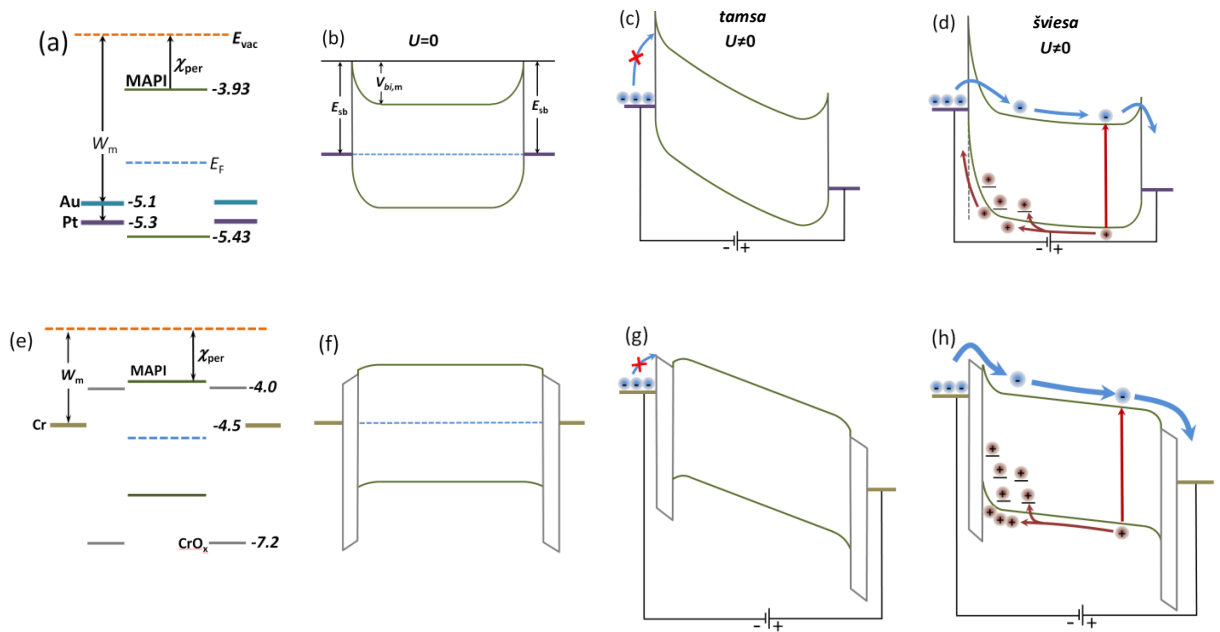 (a)
E_vac
χ_per
MAPI
-3.93
W_m
E_F
Au
-5.1
Pt
-5.3
-5.43
(b)
U=0
E_sb
V_bi,m
E_sb
(c)
tamsa
U≠0
- +
(d)
šviesa
U≠0
- +
(e)
χ_per
W_m
MAPI
-4.0
Cr
-4.5
CrO_x
-7.2
(f)
(g)
- +
(h)
- +